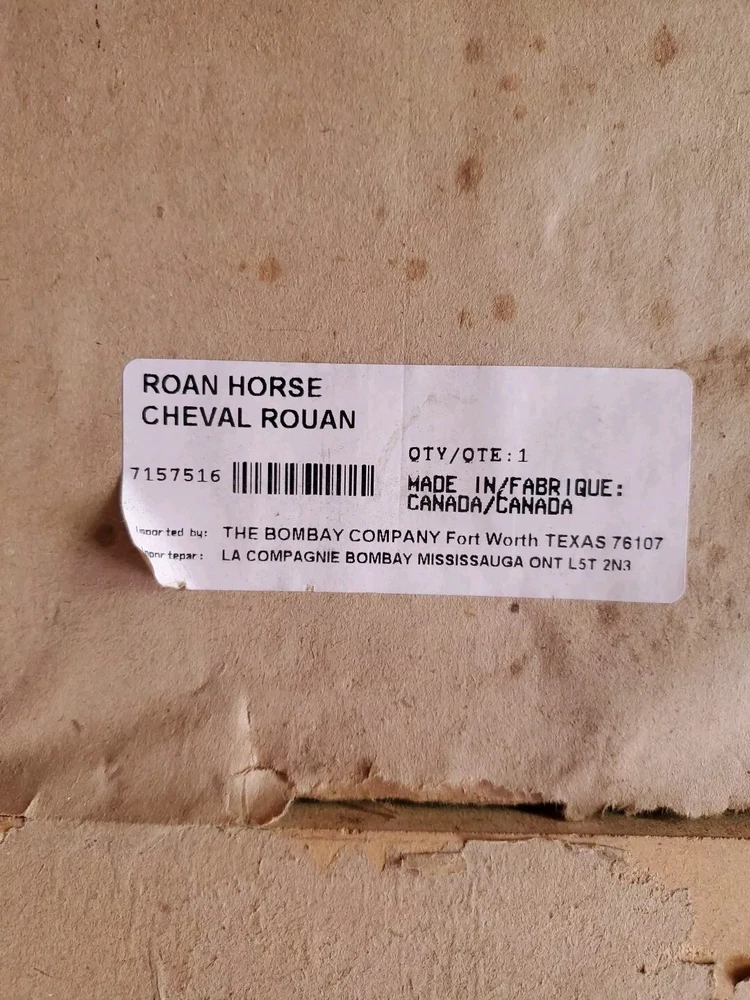 ROAN HORSE
CHEVAL ROUAN
7157516
QTY/QTE:1
MADE IN/FABRIQUE:
CANADA/CANADA
by: THE BOMBAY COMPANY Fort Worth TEXAS 76107
LA COMPAGNIE BOMBAY MISSISSAUGA ONT L5T 2N3